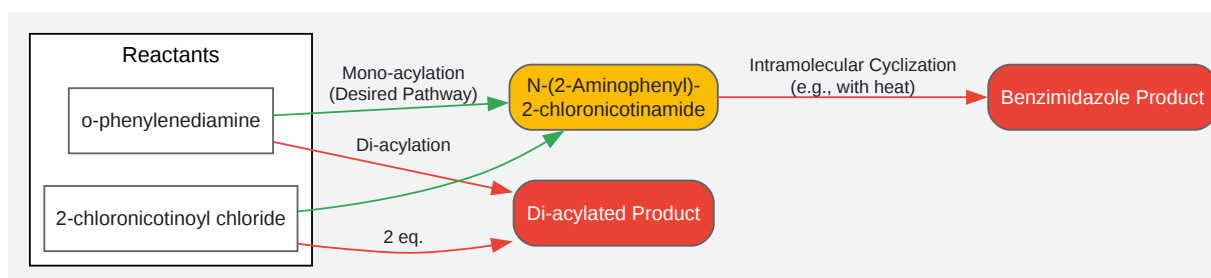 Reactants
o-phenylenediamine
2-chloronicotinoyl chloride
Mono-acylation
(Desired Pathway)
Di-acylation
2 eq.
N-(2-Aminophenyl)-
2-chloronicotinamide
Di-acylated Product
Intramolecular Cyclization
(e.g., with heat)
Benzimidazole Product